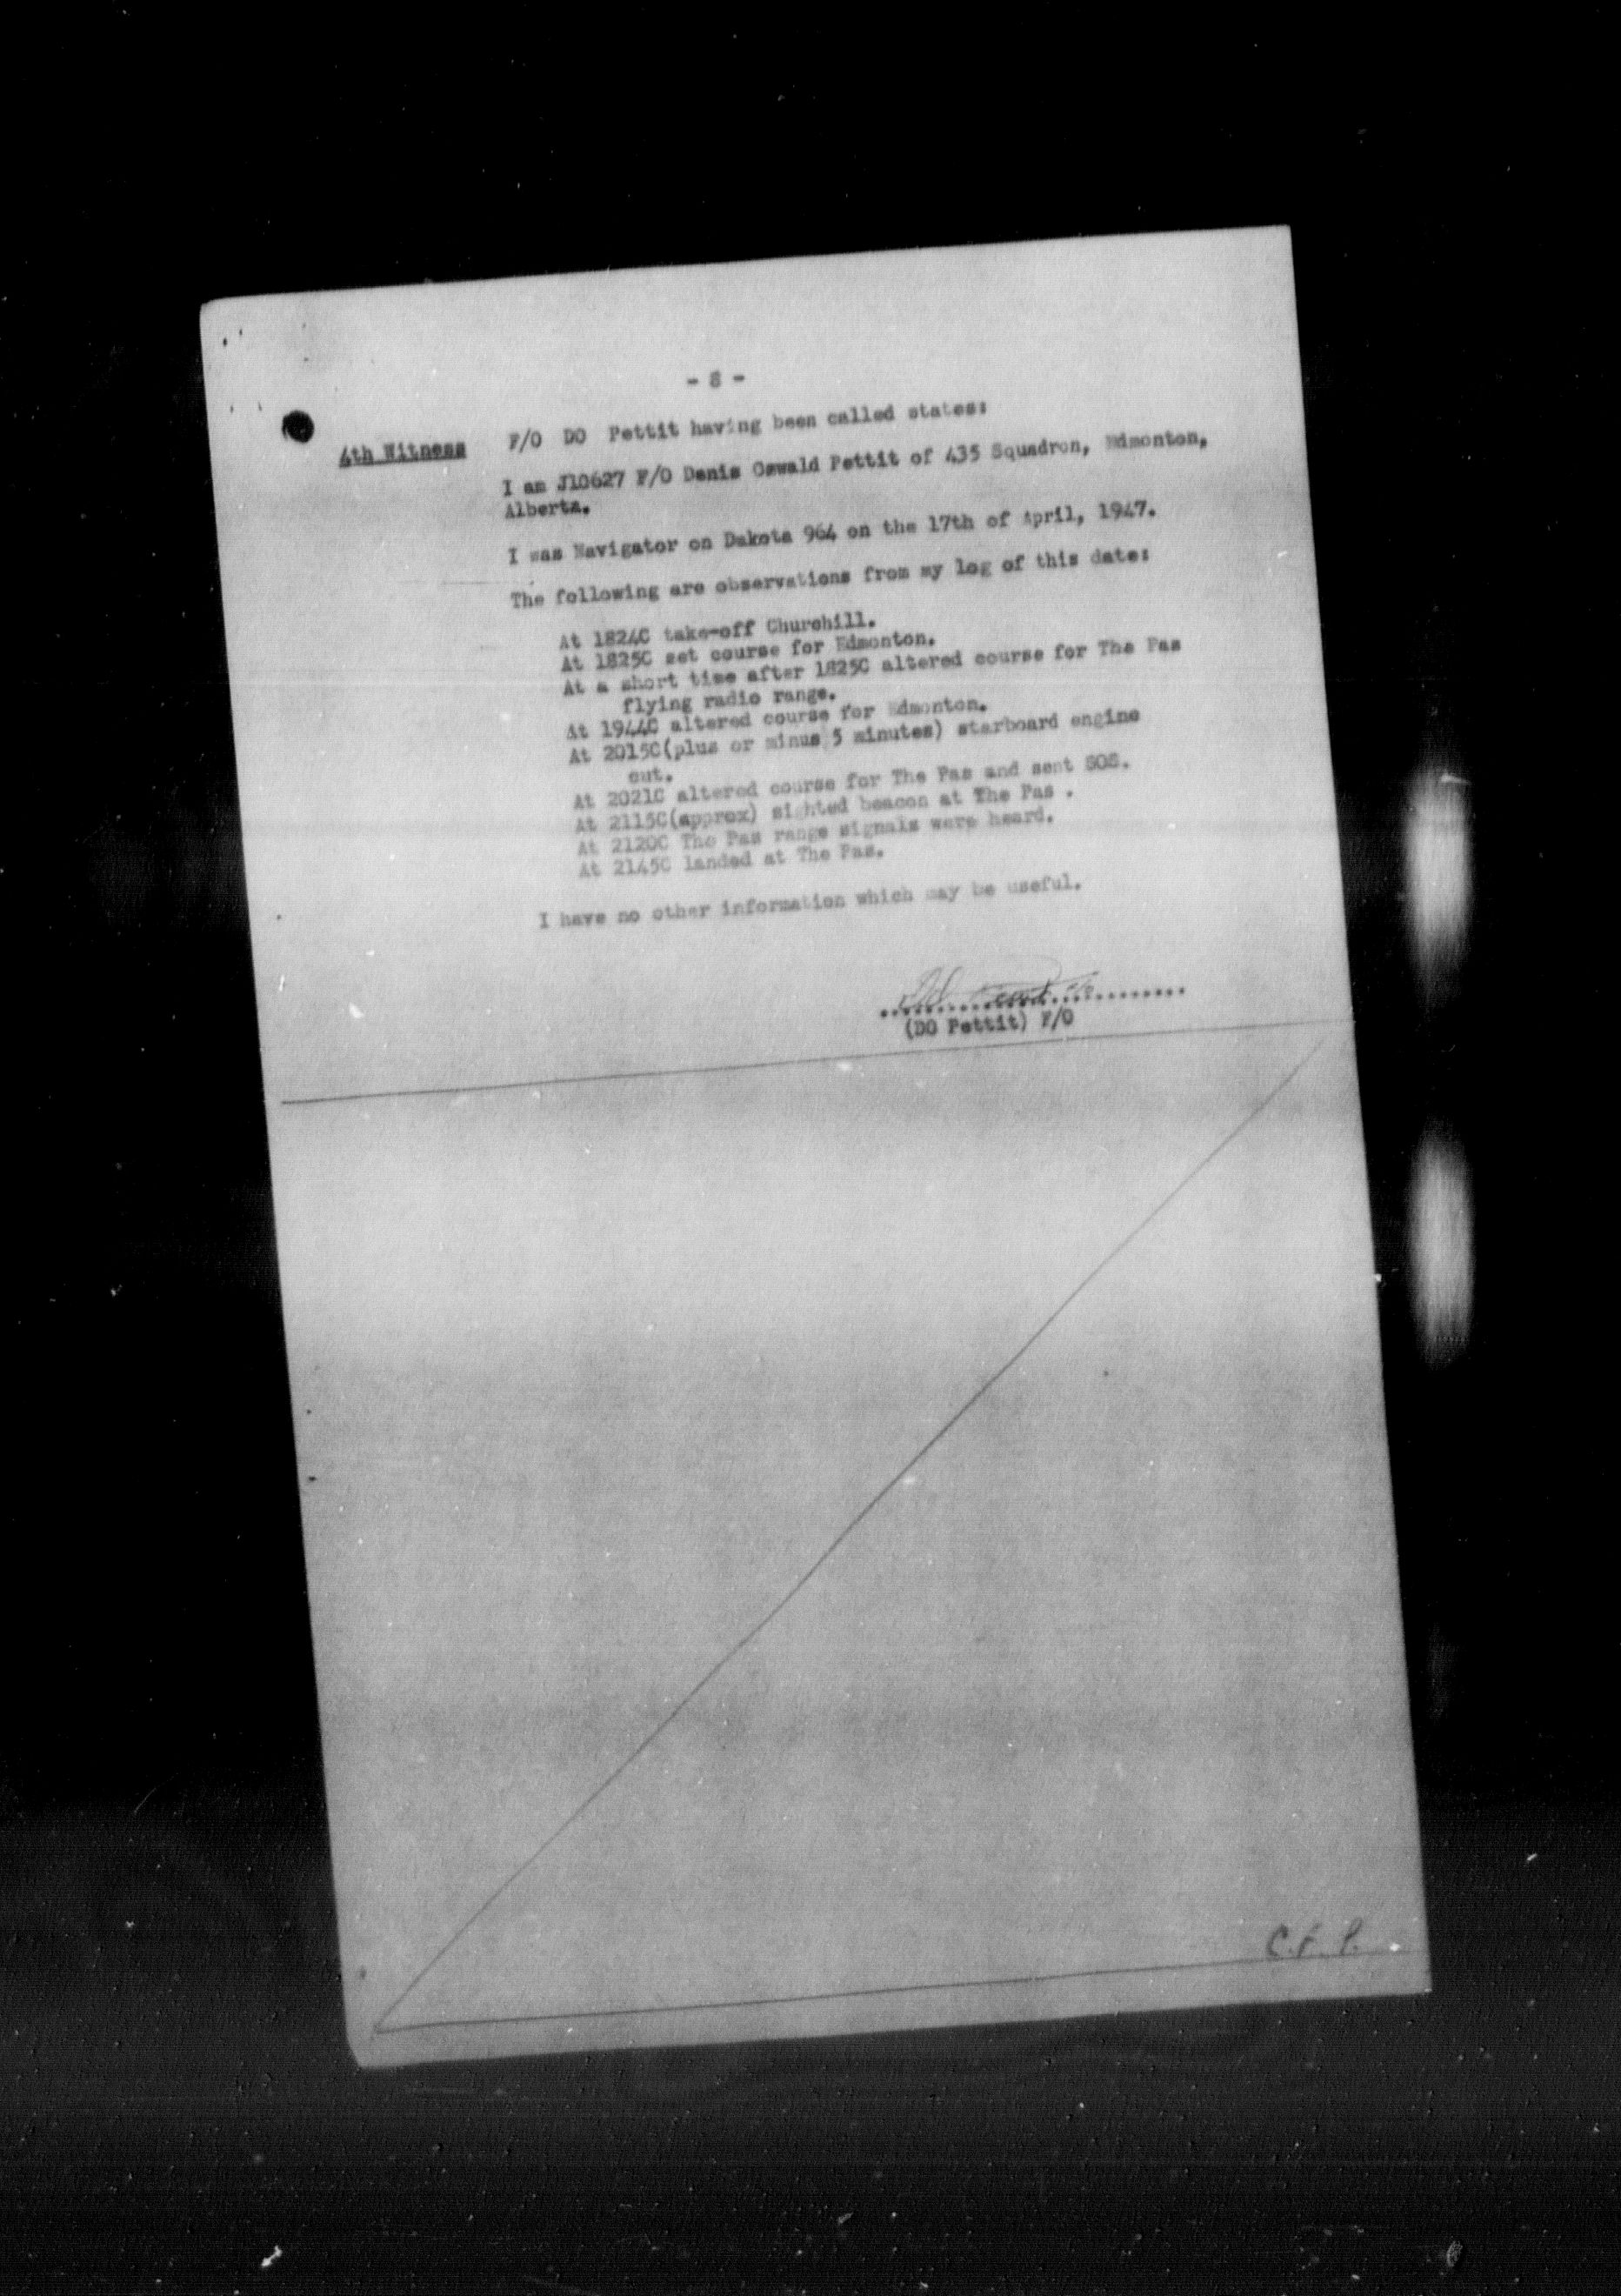 - 8 -
4th Witness F/O DO Pettit having been called states:
I am J10627 F/O Denis Oswald Pettit of 435 Squadron, Edmonton,
Alberta.
I was Navigator on Dakota 964 on the 17th of April, 1947.
The following are observations from my log of this date:
At 1824C take-off Churchill.
At 1825C set course for Edmonton.
At a short time after 1825C altered course for The Pas
flying radio range.
At 1944C altered course for Edmonton.
At 2015C(plus or minus 5 minutes) starboard engine
cut.
At 2021C altered course for The Pas and sent SOS.
At 2115C(approx) sighted beacon at The Pas .
At 2120C The Pas range signals were heard.
At 2145C landed at The Pas.
I have no other information which may be useful.
(DO Pettit) F/O